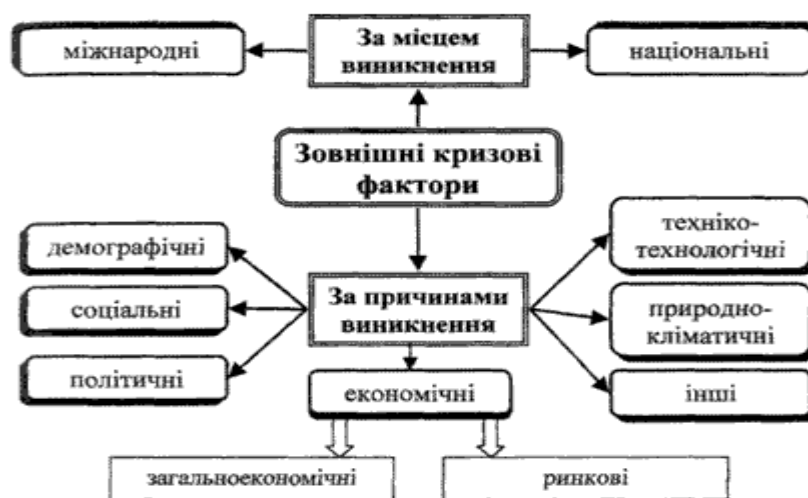 За місцем
виникнення
міжнародні
національні
Зовнішні кризові
фактори
демографічні
соціальні
політичні
За причинами
виникнення
техніко-
технологічні
природно-
кліматичні
інші
економічні
загальноекономічні
ринкові